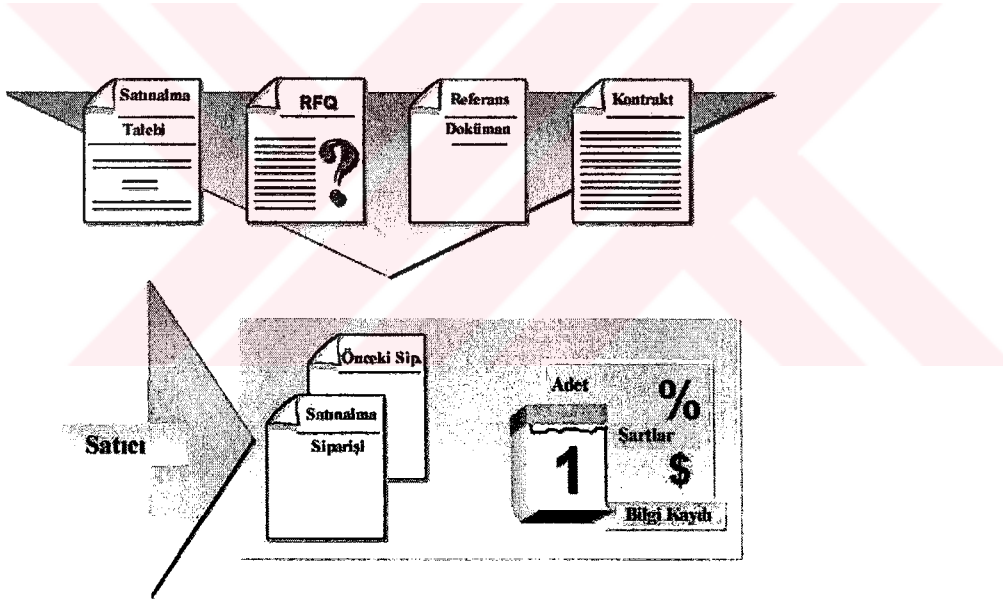 Satınalma
Talebi
RFQ
?
Referans
Doküman
Kontrakt
Önceki Sip.
Satınalma
Siparişi
Satıcı
Adet
%
Şartlar
1
$
Bilgi Kaydı